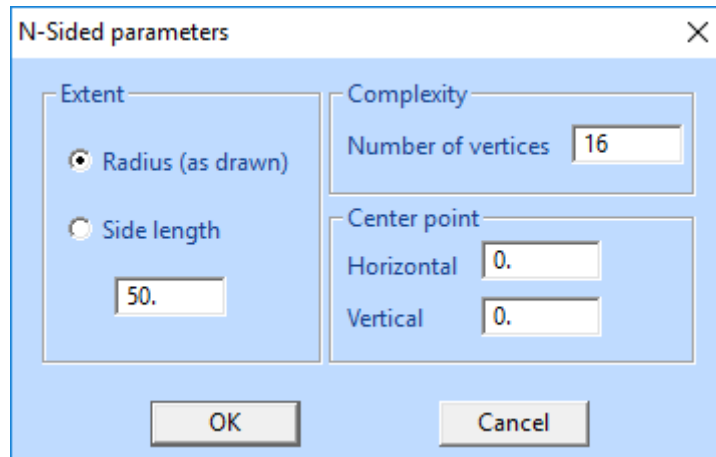 N-Sided parameters
Extent
Radius (as drawn)
Side length
50.
Complexity
Number of vertices 16
Center point
Horizontal 0.
Vertical 0.
OK Cancel